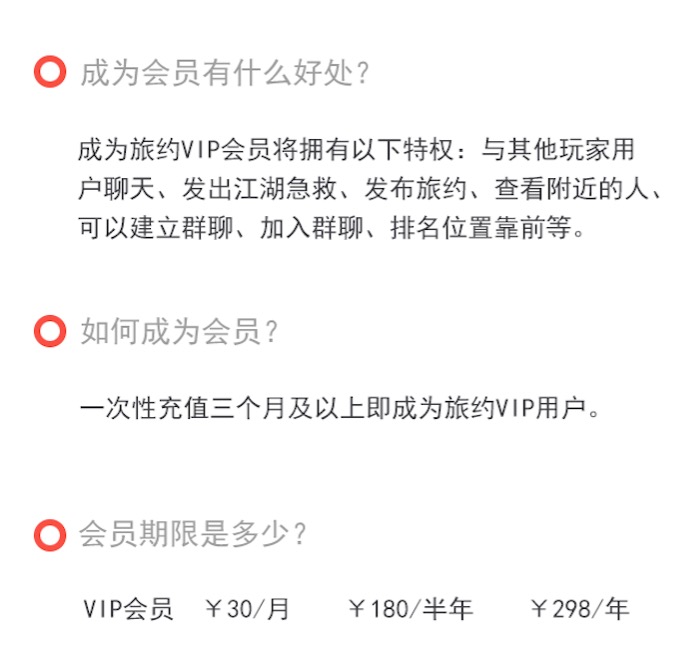 成为会员有什么好处?
成为旅约VIP会员将拥有以下特权：与其他玩家用
户聊天、发出江湖急救、发布旅约、查看附近的人、
可以建立群聊、加入群聊、排名位置靠前等。
如何成为会员?
一次性充值三个月及以上即成为旅约VIP用户。
会员期限是多少?
VIP会员 ￥30/月 ￥180/半年 ￥298/年